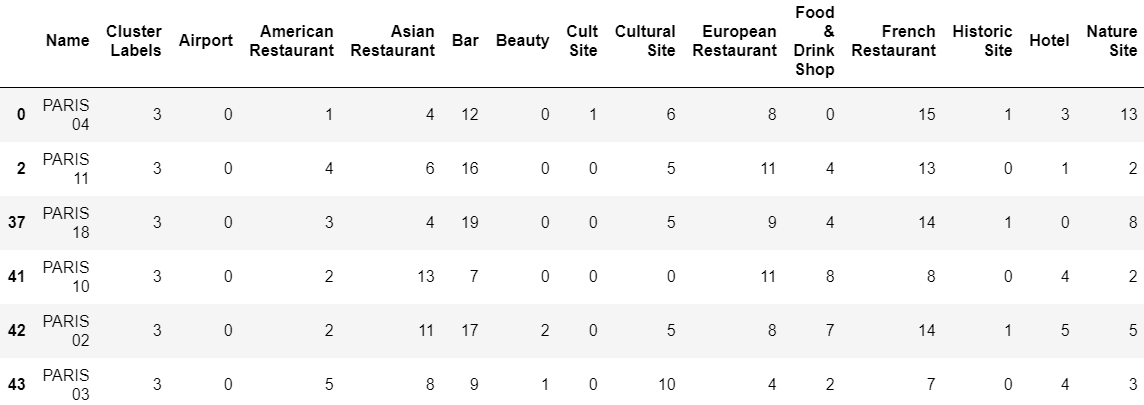 Name Cluster Labels Airport American Restaurant Asian Restaurant Bar Beauty Cult Site Cultural Site European Restaurant Food & Drink Shop French Restaurant Historic Site Hotel Nature Site
0 PARIS 04 3 0 1 4 12 0 1 6 8 0 15 1 3 13
2 PARIS 11 3 0 4 6 16 0 0 5 11 4 13 0 1 2
37 PARIS 18 3 0 3 4 19 0 0 5 9 4 14 1 0 8
41 PARIS 10 3 0 2 13 7 0 0 0 11 8 8 0 4 2
42 PARIS 02 3 0 2 11 17 2 0 5 8 7 14 1 5 5
43 PARIS 03 3 0 5 8 9 1 0 10 4 2 7 0 4 3